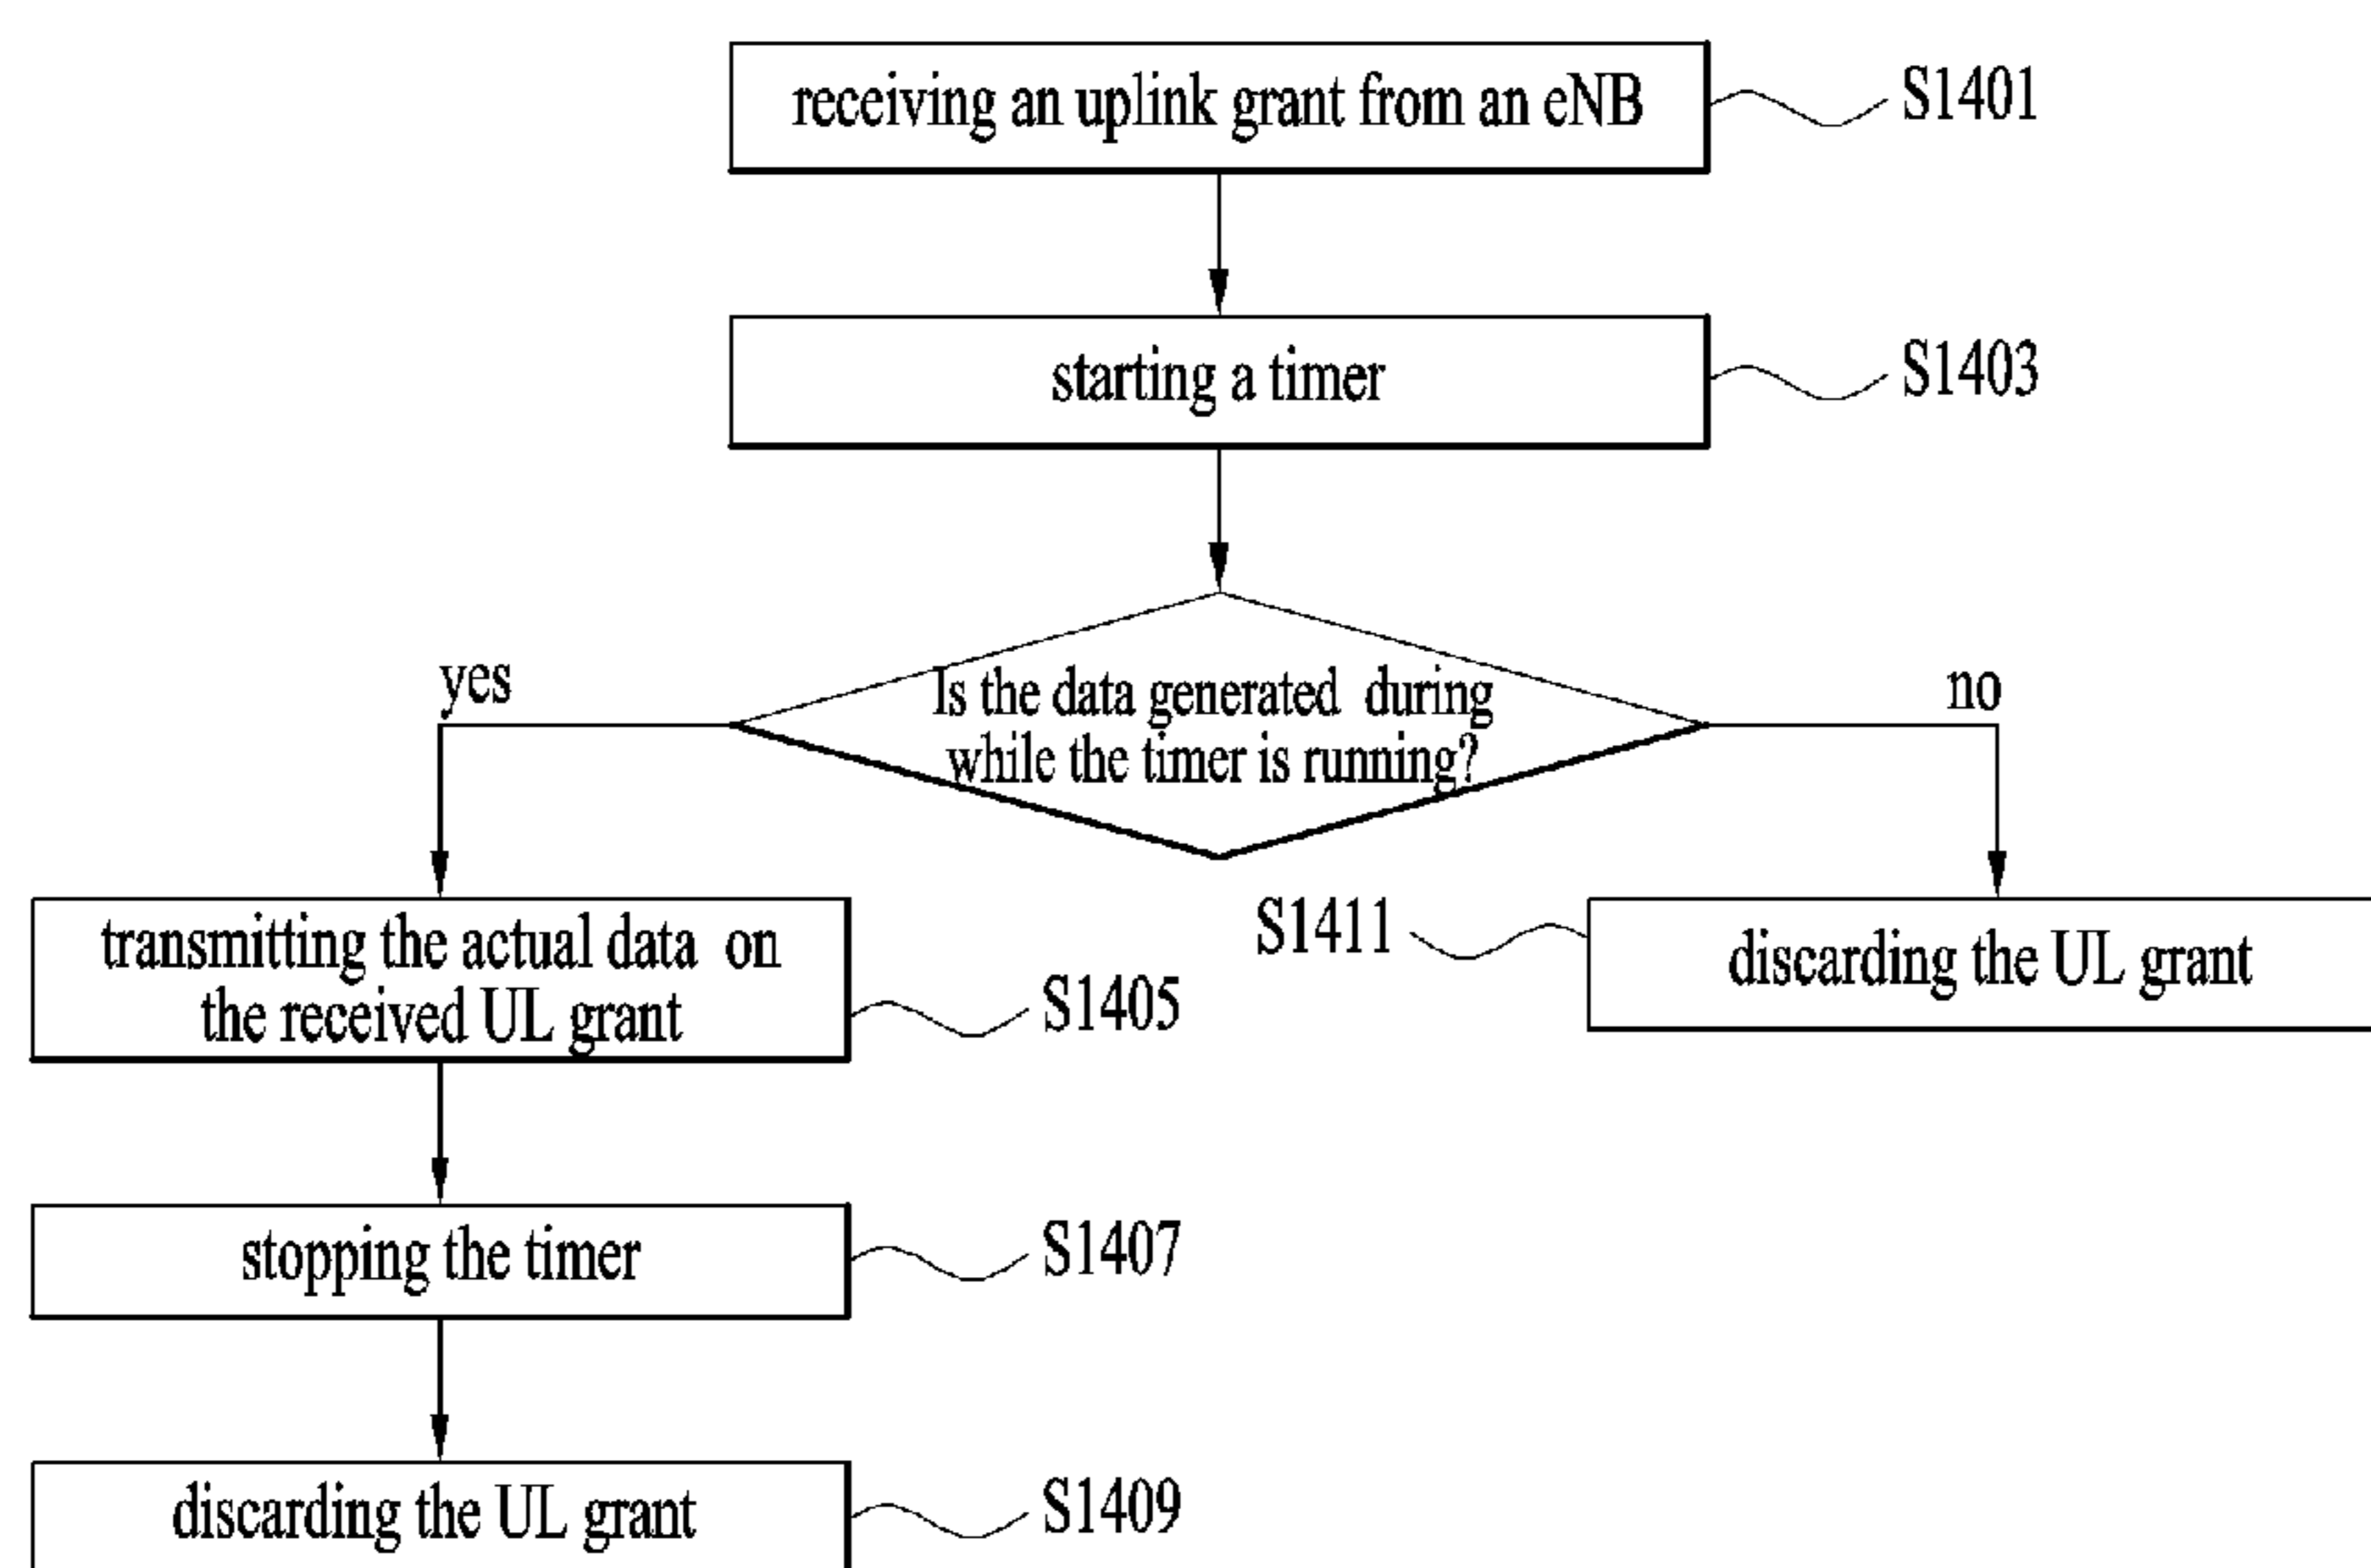 receiving an uplink grant from an eNB
S1401
starting a timer
S1403
yes
Is the data generated during
while the timer is running?
no
transmitting the actual data on
the received UL grant
S1405
S1411
discarding the UL grant
stopping the timer
S1407
discarding the UL grant
S1409